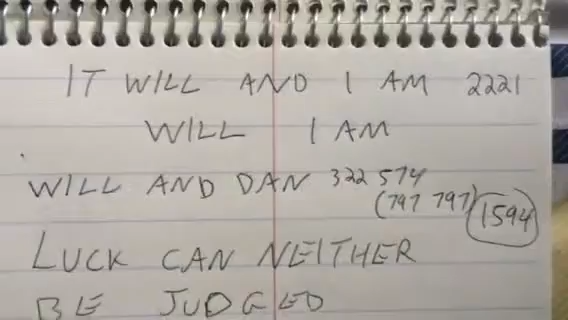 IT WILL AND I AM 2221
WILL I AM
WILL AND DAN 322 574
(797 797) 1594
LUCK CAN NEITHER
BE JUDGED